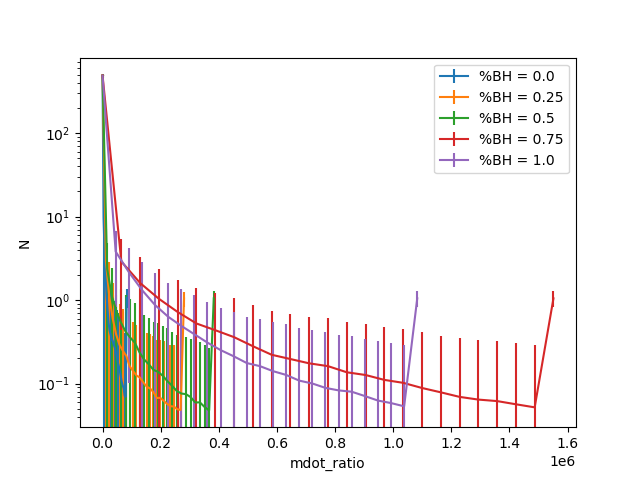 %BH = 0.0
%BH = 0.25
%BH = 0.5
%BH = 0.75
%BH = 1.0
10²
10¹
10⁰
10⁻¹
N
0.0 0.2 0.4 0.6 0.8 1.0 1.2 1.4 1.6
1e6
mdot_ratio